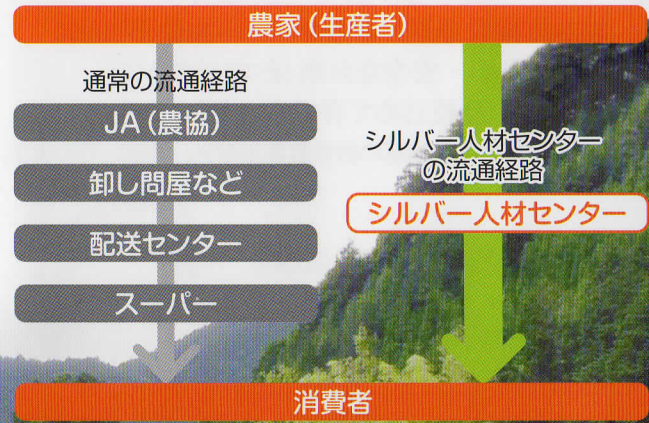 農家(生産者)
通常の流通経路
JA(農協)
卸し問屋など
配送センター
スーパー
シルバー人材センター
の流通経路
シルバー人材センター
消費者